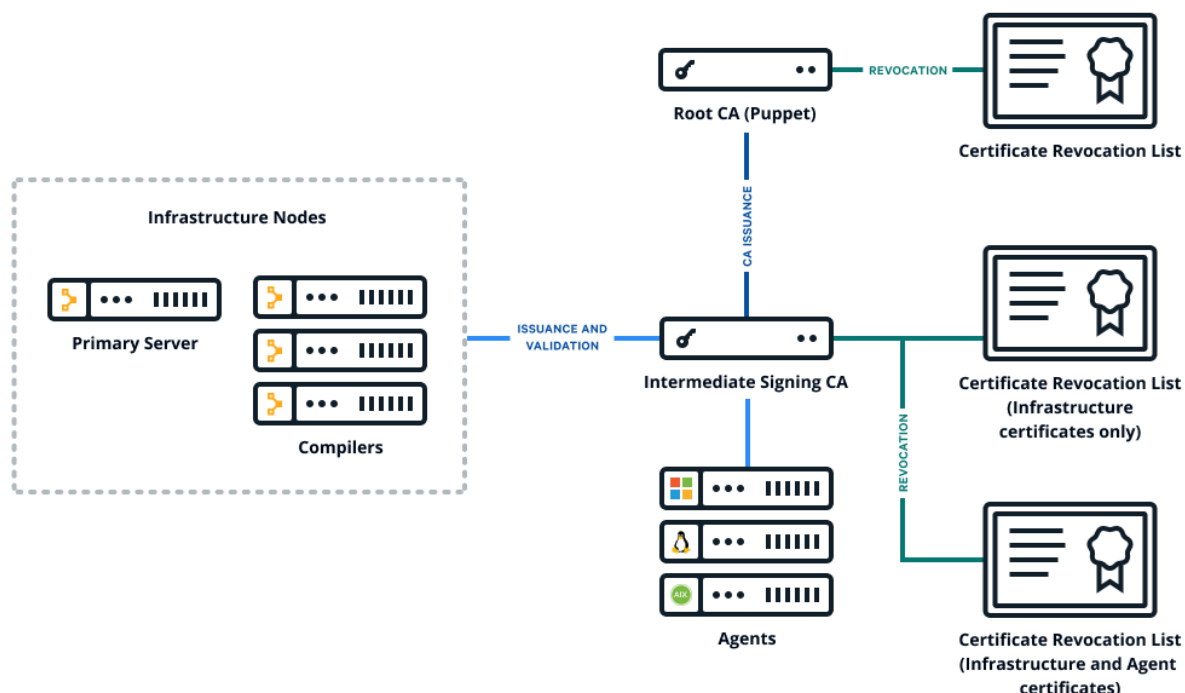 REVOCATION
Root CA (Puppet)
Certificate Revocation List
CA ISSUANCE
Infrastructure Nodes
Primary Server
Compilers
ISSUANCE AND
VALIDATION
Intermediate Signing CA
REVOCATION
Certificate Revocation List
(Infrastructure
certificates only)
AIX
Agents
Certificate Revocation List
(Infrastructure and Agent
certificates)